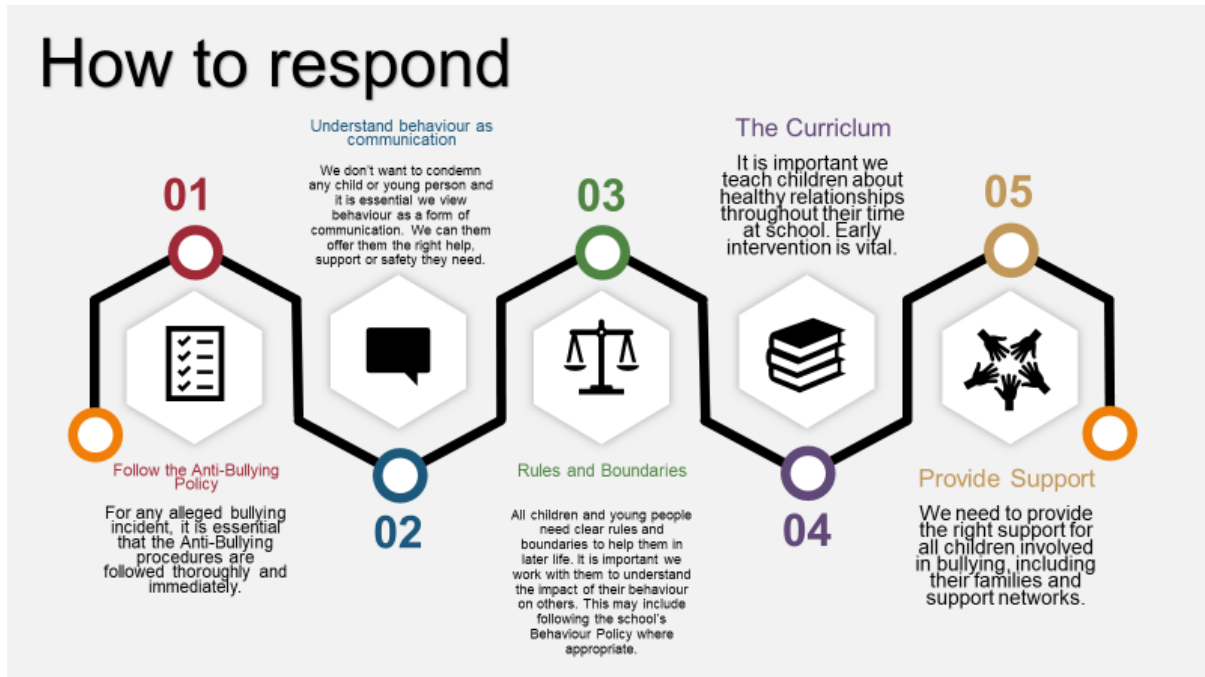 How to respond
01
Follow the Anti-Bullying
Policy
For any alleged bullying
incident, it is essential
that the Anti-Bullying
procedures are
followed thoroughly and
immediately.
Understand behaviour as
communication
We don't want to condemn
any child or young person and
it is essential we view
behaviour as a form of
communication. We can them
offer them the right help,
support or safety they need.
02
03
Rules and Boundaries
All children and young people
need clear rules and
boundaries to help them in
later life. It is important we
work with them to understand
the impact of their behaviour
on others. This may include
following the school's
Behaviour Policy where
appropriate.
The Curriclum
It is important we
teach children about
healthy relationships
throughout their time
at school. Early
intervention is vital.
04
05
Provide Support
We need to provide
the right support for
all children involved
in bullying, including
their families and
support networks.